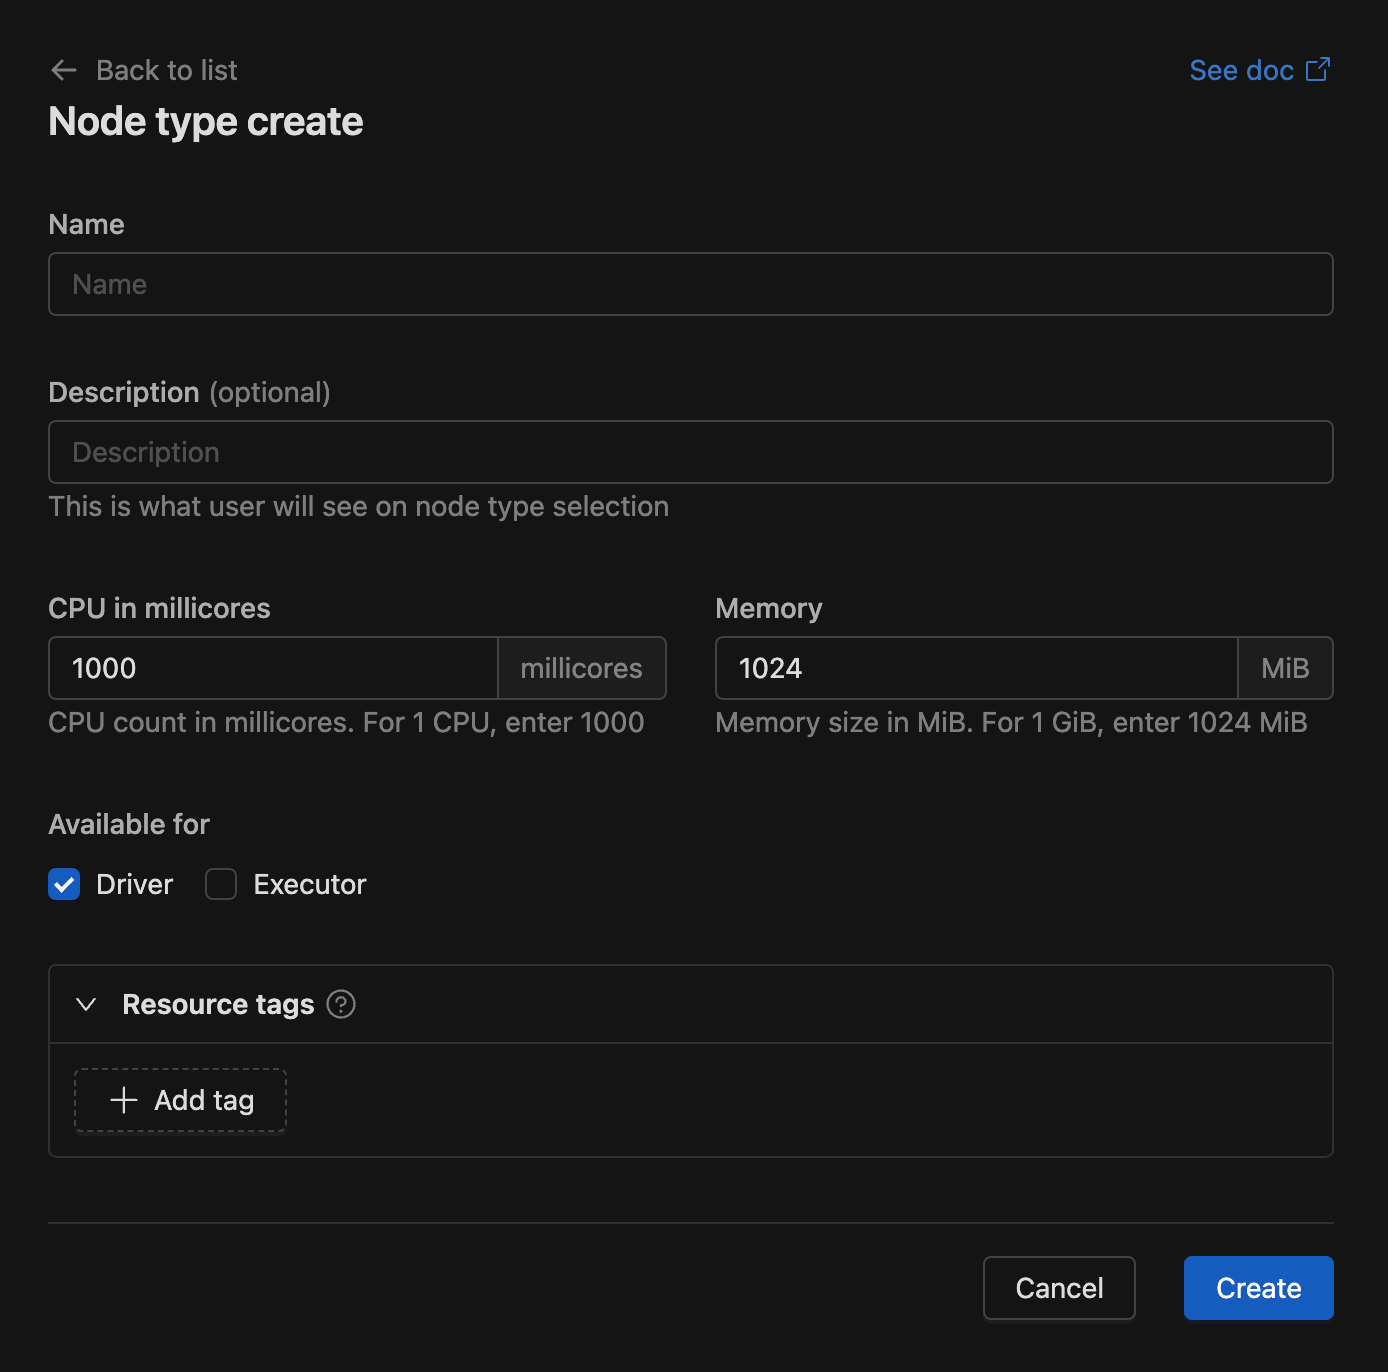 Back to list
See doc
Node type create
Name
Name
Description (optional)
Description
This is what user will see on node type selection
CPU in millicores
1000 millicores
CPU count in millicores. For 1 CPU, enter 1000
Memory
1024 MiB
Memory size in MiB. For 1 GiB, enter 1024 MiB
Available for
Driver Executor
Resource tags ?
Add tag
Cancel Create